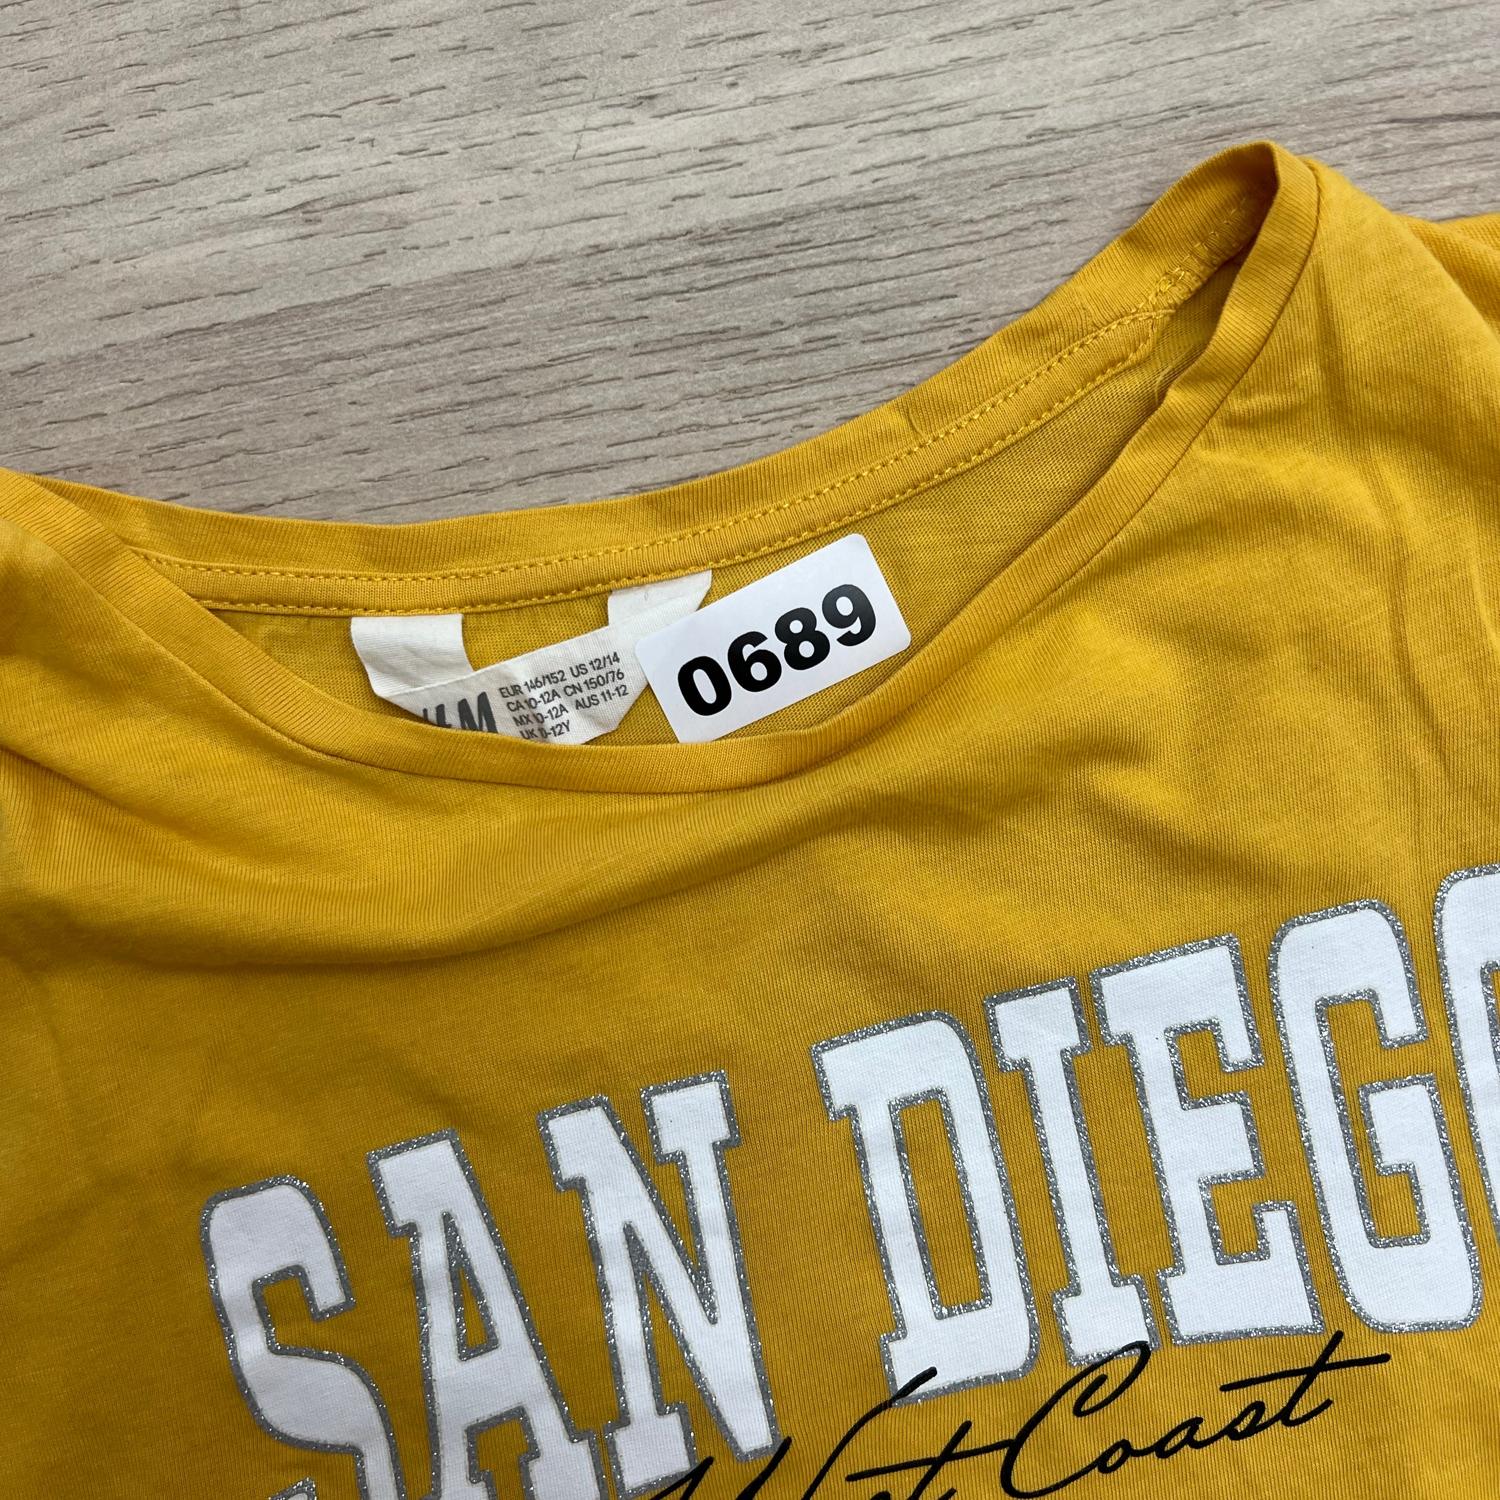 0689
H&M
EUR 146/152 US 12/14
CA 10-12A CN 150/76
MX 10-12A AUS 11-12
UK 10-12Y
SAN DIEGO
West Coast